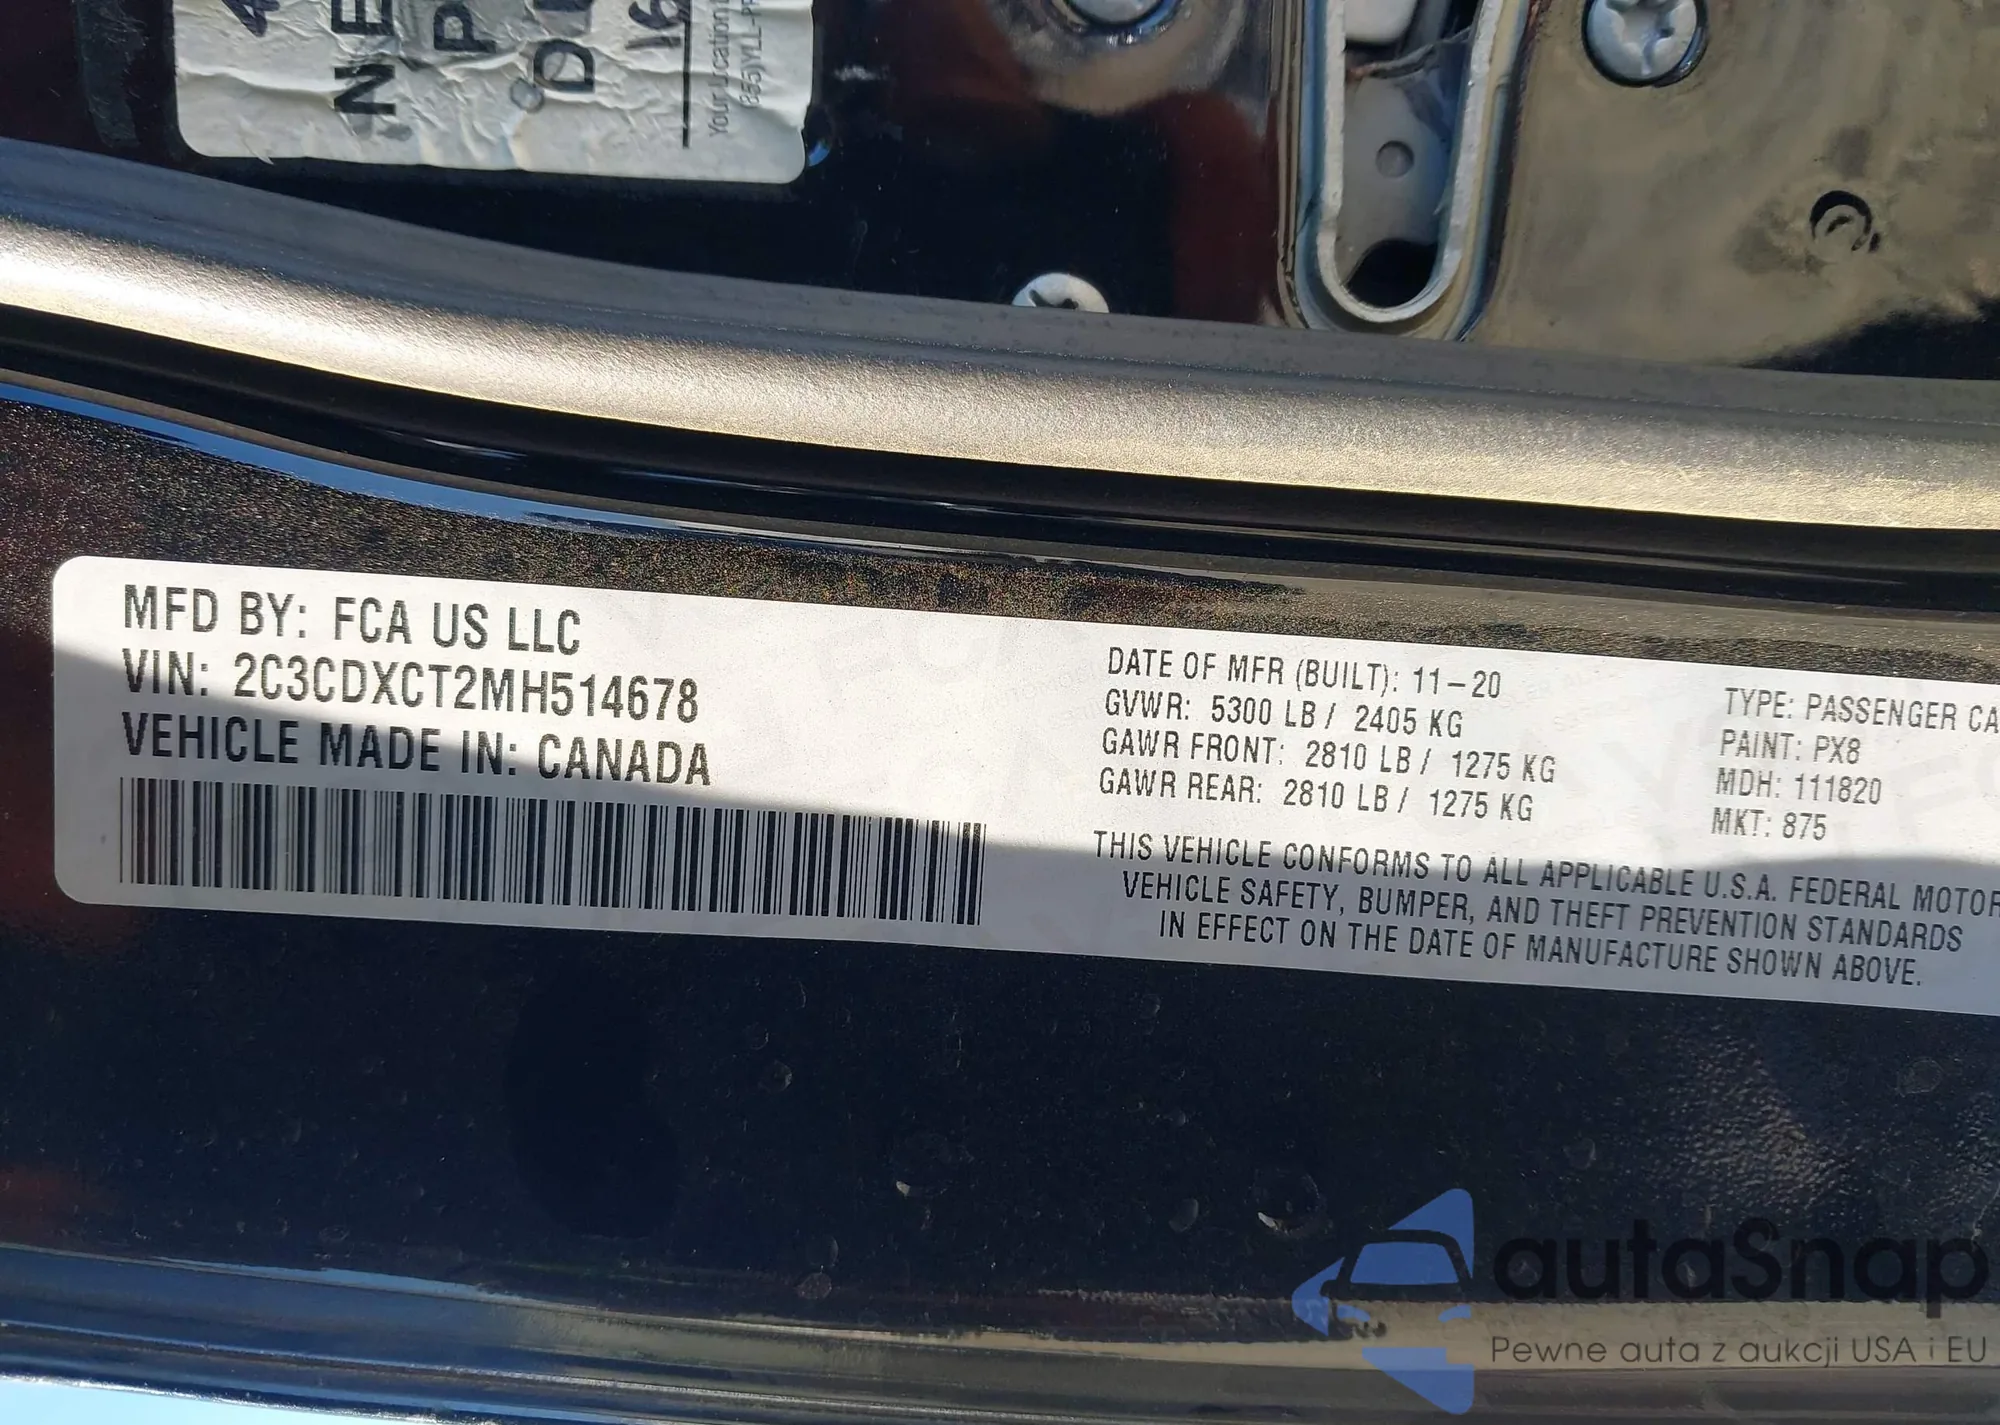 MFD BY: FCA US LLC
VIN: 2C3CDXCT2MH514678
VEHICLE MADE IN: CANADA
DATE OF MFR (BUILT): 11-20
GVWR: 5300 LB / 2405 KG
GAWR FRONT: 2810 LB / 1275 KG
GAWR REAR: 2810 LB / 1275 KG
TYPE: PASSENGER CA
PAINT: PX8
MDH: 111820
MKT: 875
THIS VEHICLE CONFORMS TO ALL APPLICABLE U.S.A. FEDERAL MOTOR
VEHICLE SAFETY, BUMPER, AND THEFT PREVENTION STANDARDS
IN EFFECT ON THE DATE OF MANUFACTURE SHOWN ABOVE.
autaSnap
Pewne auta z aukcji USA i EU